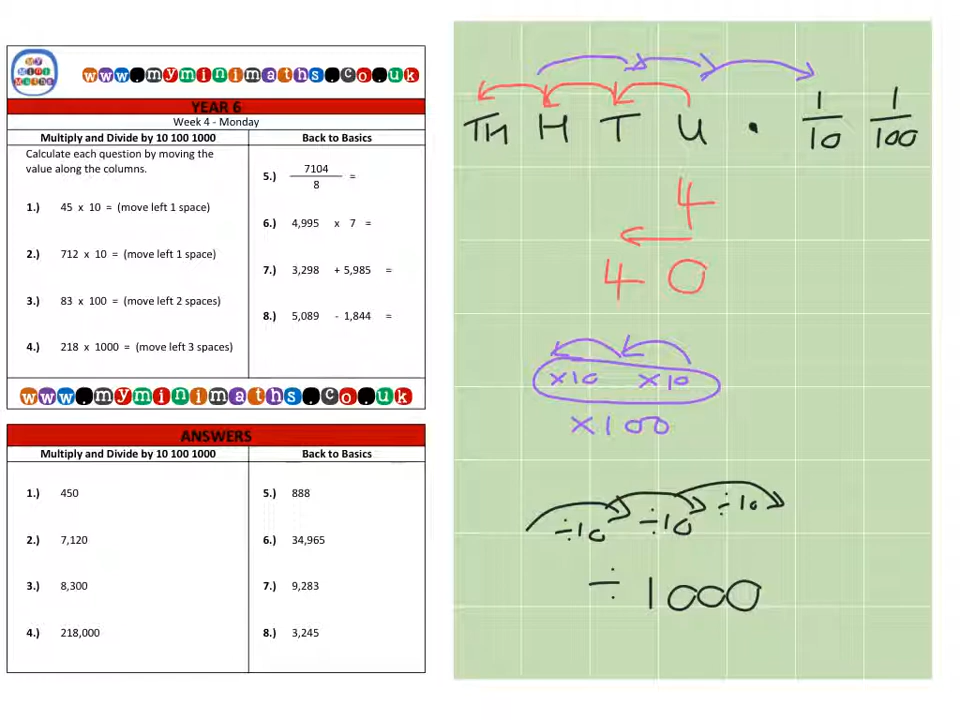 MY
MINI
MATHS
www.myminimaths.co.uk
YEAR 6
Week 4 - Monday
Multiply and Divide by 10 100 1000
Calculate each question by moving the
value along the columns.
1.) 45 x 10 = (move left 1 space)
2.) 712 x 10 = (move left 1 space)
3.) 83 x 100 = (move left 2 spaces)
4.) 218 x 1000 = (move left 3 spaces)
Back to Basics
5.) 7104
8 =
6.) 4,995 x 7 =
7.) 3,298 + 5,985 =
8.) 5,089 - 1,844 =
www.myminimaths.co.uk
ANSWERS
Multiply and Divide by 10 100 1000
1.) 450
2.) 7,120
3.) 8,300
4.) 218,000
Back to Basics
5.) 888
6.) 34,965
7.) 9,283
8.) 3,245
TH H T U . 1/10 1/100
4
4 0
x10 x10
x100
÷10 ÷10 ÷10
÷1000